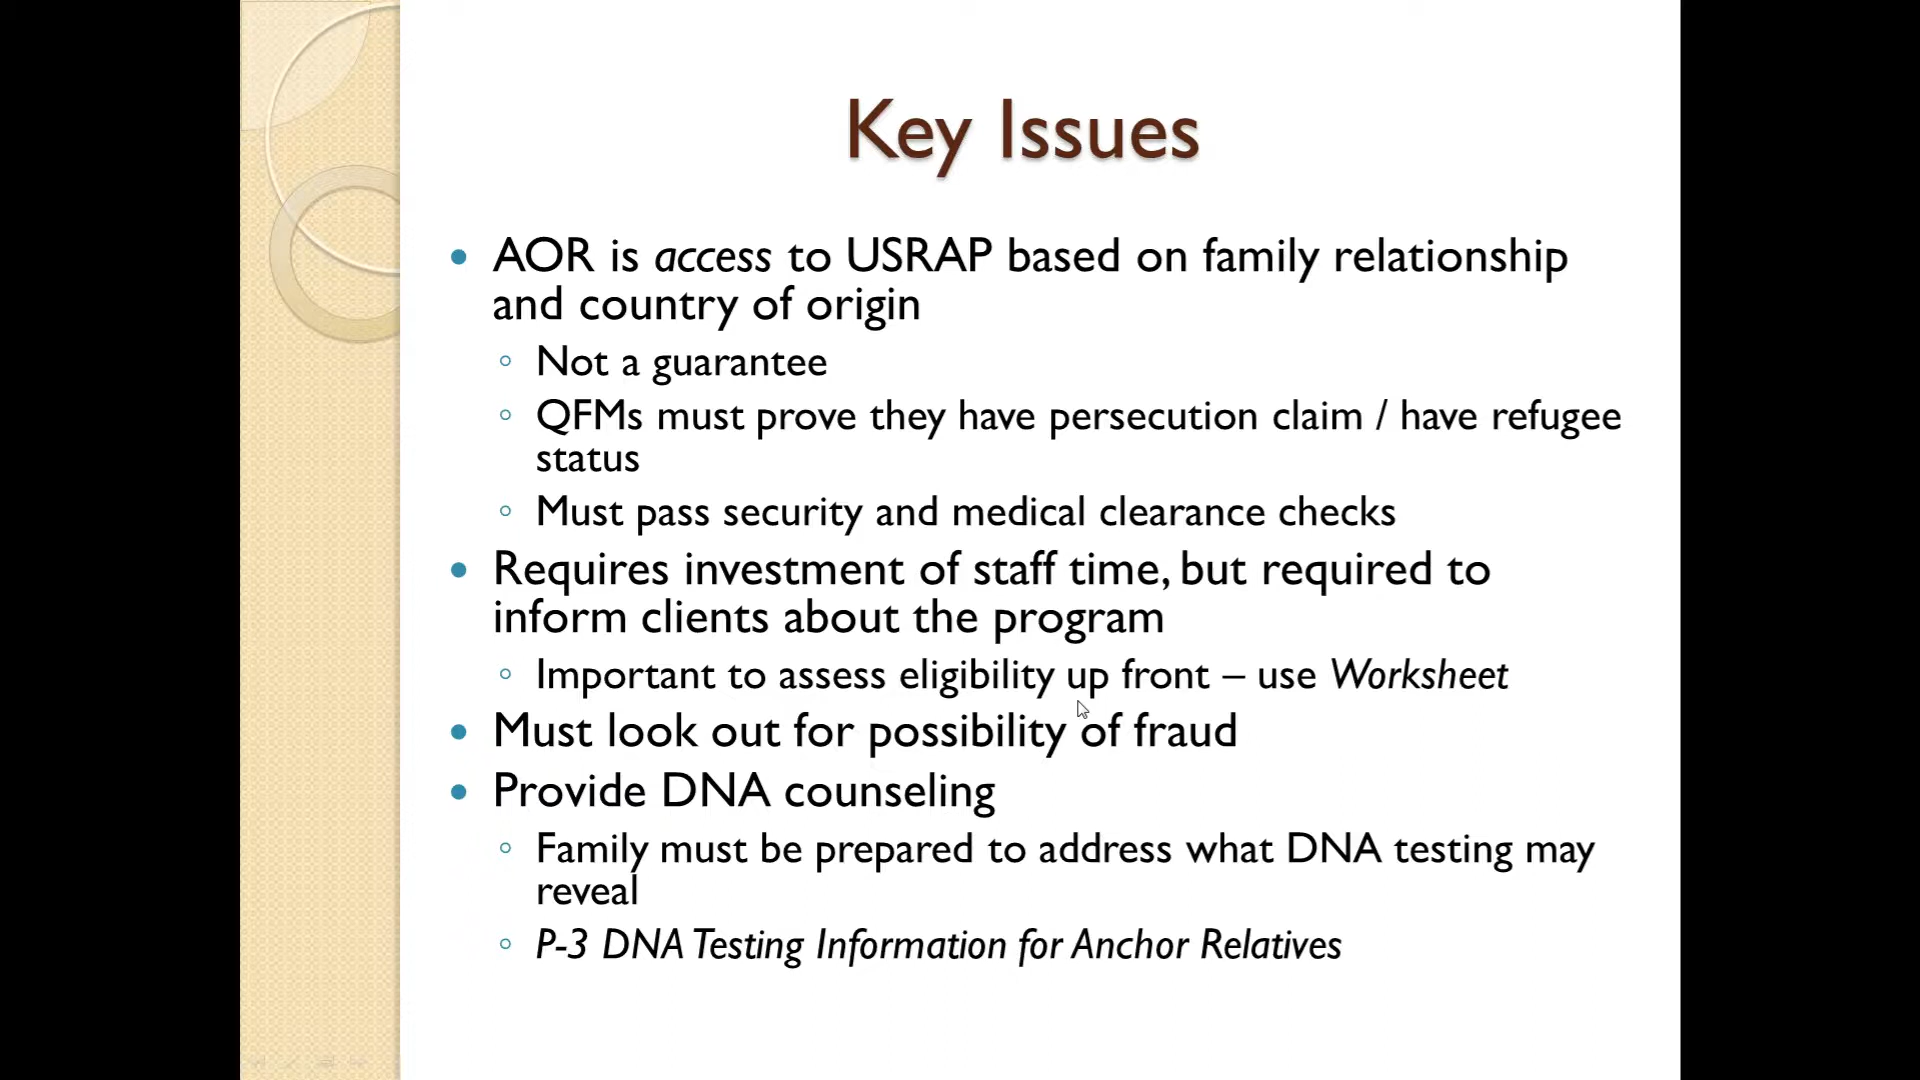 Key Issues
AOR is access to USRAP based on family relationship
and country of origin
Not a guarantee
QFMs must prove they have persecution claim / have refugee
status
Must pass security and medical clearance checks
Requires investment of staff time, but required to
inform clients about the program
Important to assess eligibility up front – use Worksheet
Must look out for possibility of fraud
Provide DNA counseling
Family must be prepared to address what DNA testing may
reveal
P-3 DNA Testing Information for Anchor Relatives